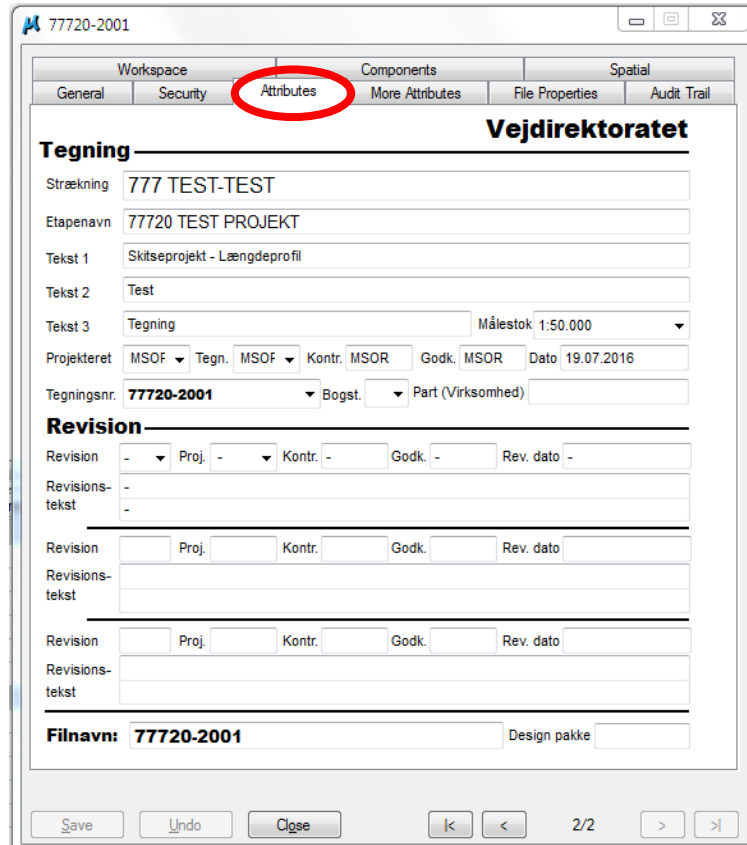 77720-2001
Workspace Components Spatial
General Security Attributes More Attributes File Properties Audit Trail
Vejdirektoratet
Tegning
Strækning 777 TEST-TEST
Etapenavn 77720 TEST PROJEKT
Tekst 1 Skitseprojekt - Længdeprofil
Tekst 2 Test
Tekst 3 Tegning Målestok 1:50.000
Projekteret MSOR Tegn. MSOR Kontr. MSOR Godk. MSOR Dato 19.07.2016
Tegningsnr. 77720-2001 Bogst. Part (Virksomhed)
Revision
Revision - Proj. - Kontr. - Godk. - Rev. dato -
Revisions- -
tekst -
Revision Proj. Kontr. Godk. Rev. dato
Revisions-
tekst
Revision Proj. Kontr. Godk. Rev. dato
Revisions-
tekst
Filnavn: 77720-2001 Design pakke
Save Undo Close |< < 2/2 > >|